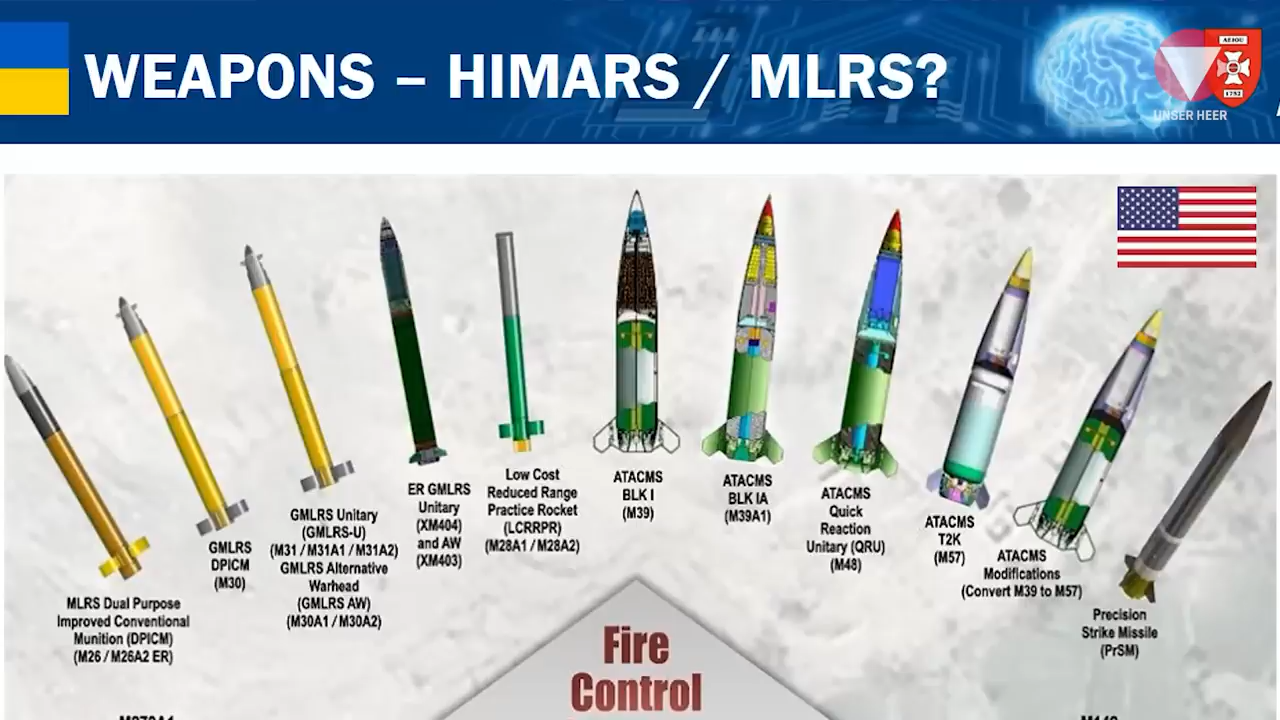 WEAPONS – HIMARS / MLRS?
AEIOU
1752
UNSER HEER
MLRS Dual Purpose
Improved Conventional
Munition (DPICM)
(M26 / M26A2 ER)
GMLRS
DPICM
(M30)
GMLRS Unitary
(GMLRS-U)
(M31 / M31A1 / M31A2)
GMLRS Alternative
Warhead
(GMLRS AW)
(M30A1 / M30A2)
ER GMLRS
Unitary
(XM404)
and AW
(XM403)
Low Cost
Reduced Range
Practice Rocket
(LCRRPR)
(M28A1 / M28A2)
ATACMS
BLK I
(M39)
ATACMS
BLK IA
(M39A1)
ATACMS
Quick
Reaction
Unitary (QRU)
(M48)
ATACMS
T2K
(M57)
ATACMS
Modifications
(Convert M39 to M57)
Precision
Strike Missile
(PrSM)
Fire
Control